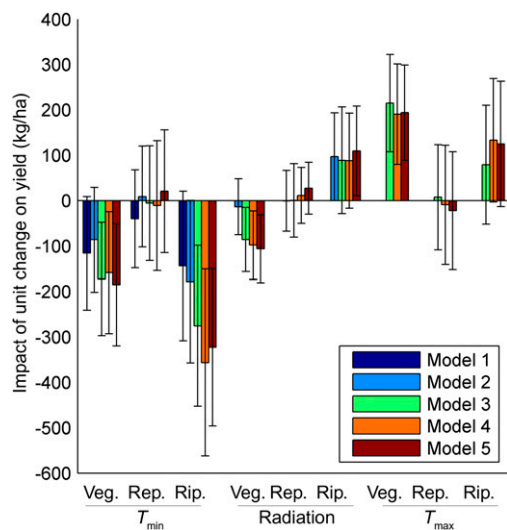 Impact of unit change on yield (kg/ha)
400
300
200
100
0
-100
-200
-300
-400
-500
-600
Model 1
Model 2
Model 3
Model 4
Model 5
Veg. Rep. Rip. Veg. Rep. Rip. Veg. Rep. Rip.
Tmin Radiation Tmax